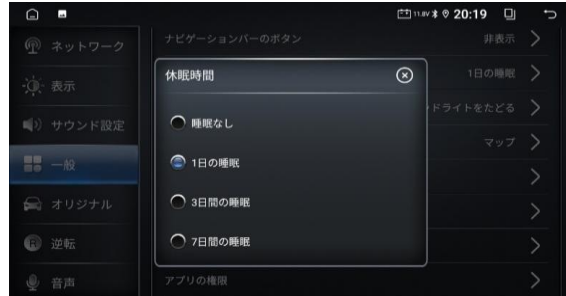 11.8V 20:19
ネットワーク
表示
サウンド設定
一般
オリジナル
逆転
音声
ナビゲーションバーのボタン 非表示
1日の睡眠
ドライトをたどる
マップ
アプリの権限
休眠時間
睡眠なし
1日の睡眠
3日間の睡眠
7日間の睡眠